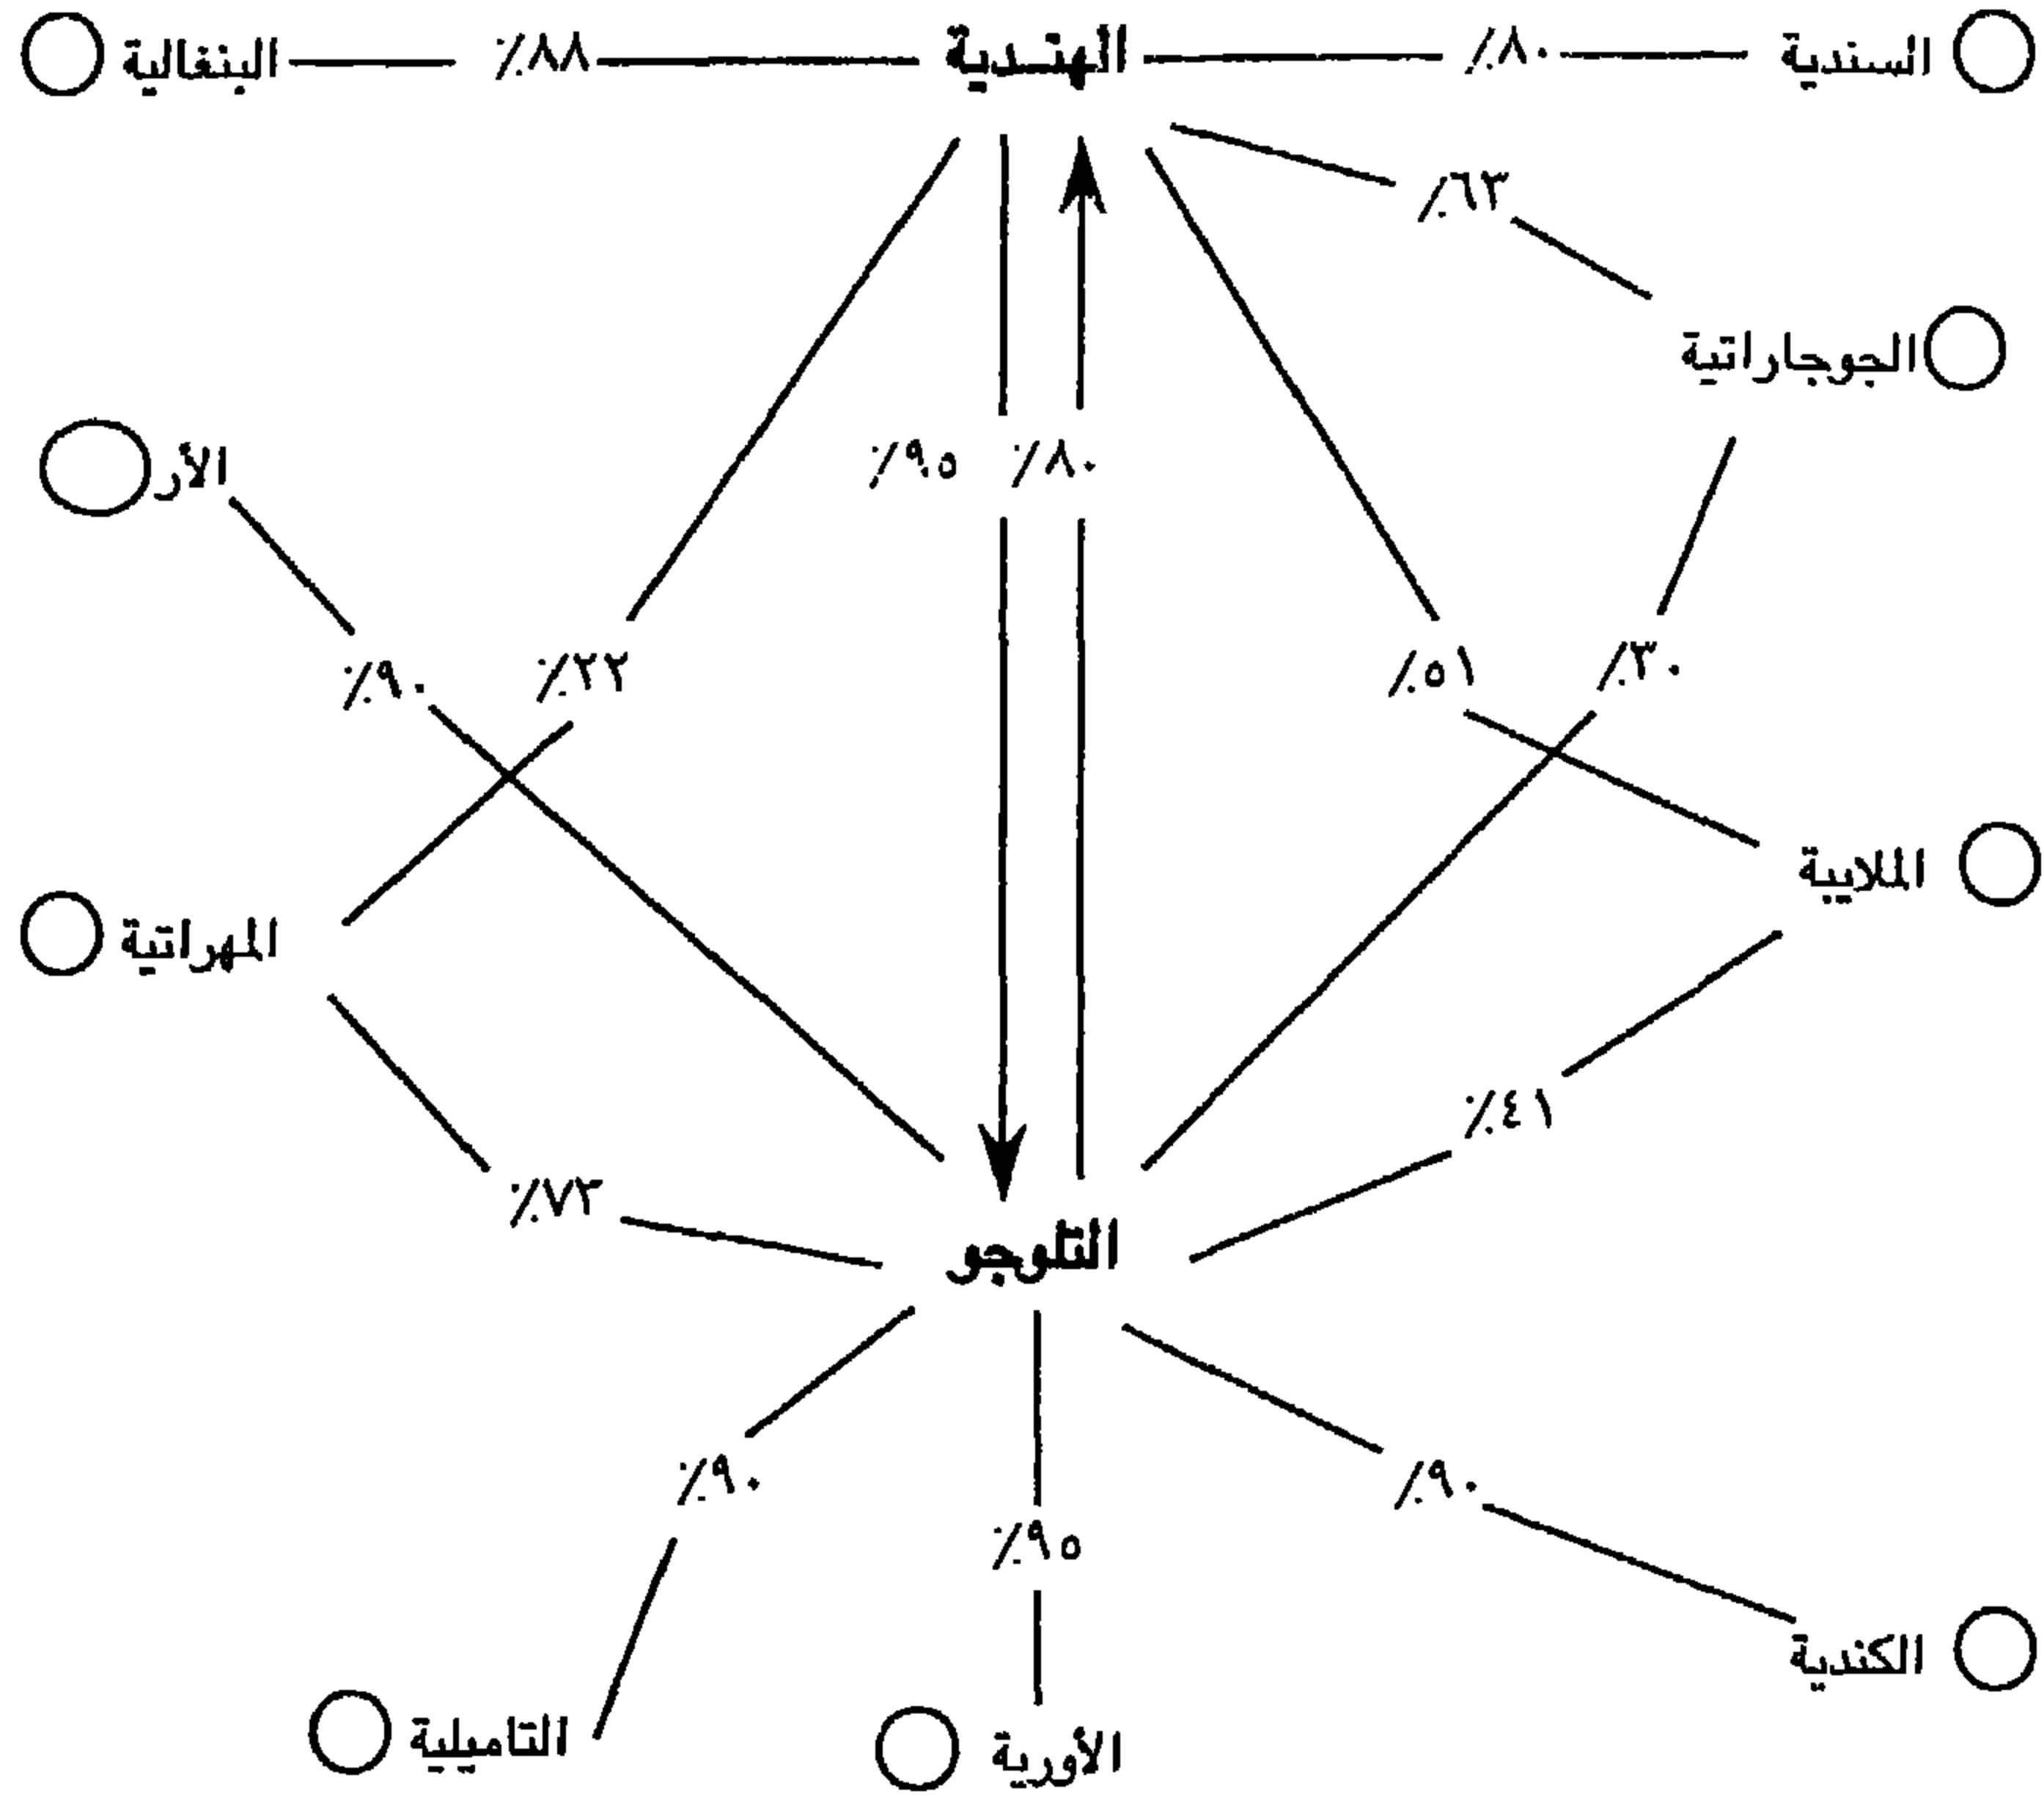 السندية ٪٨٠ الهندية ٪٨٨ البنغالية
٪٦٣
الجوجاراتية
٪٨٠ ٪٩٥ الأر
٪٣٠ ٪٥١ ٪٢٢ ٪٩٠
الملايية
المهراتية
٪٤١
٪٧٢
التلوجو
٪٩٠ ٪٩٠
٪٩٥
الكندية
الأورية التاميلية